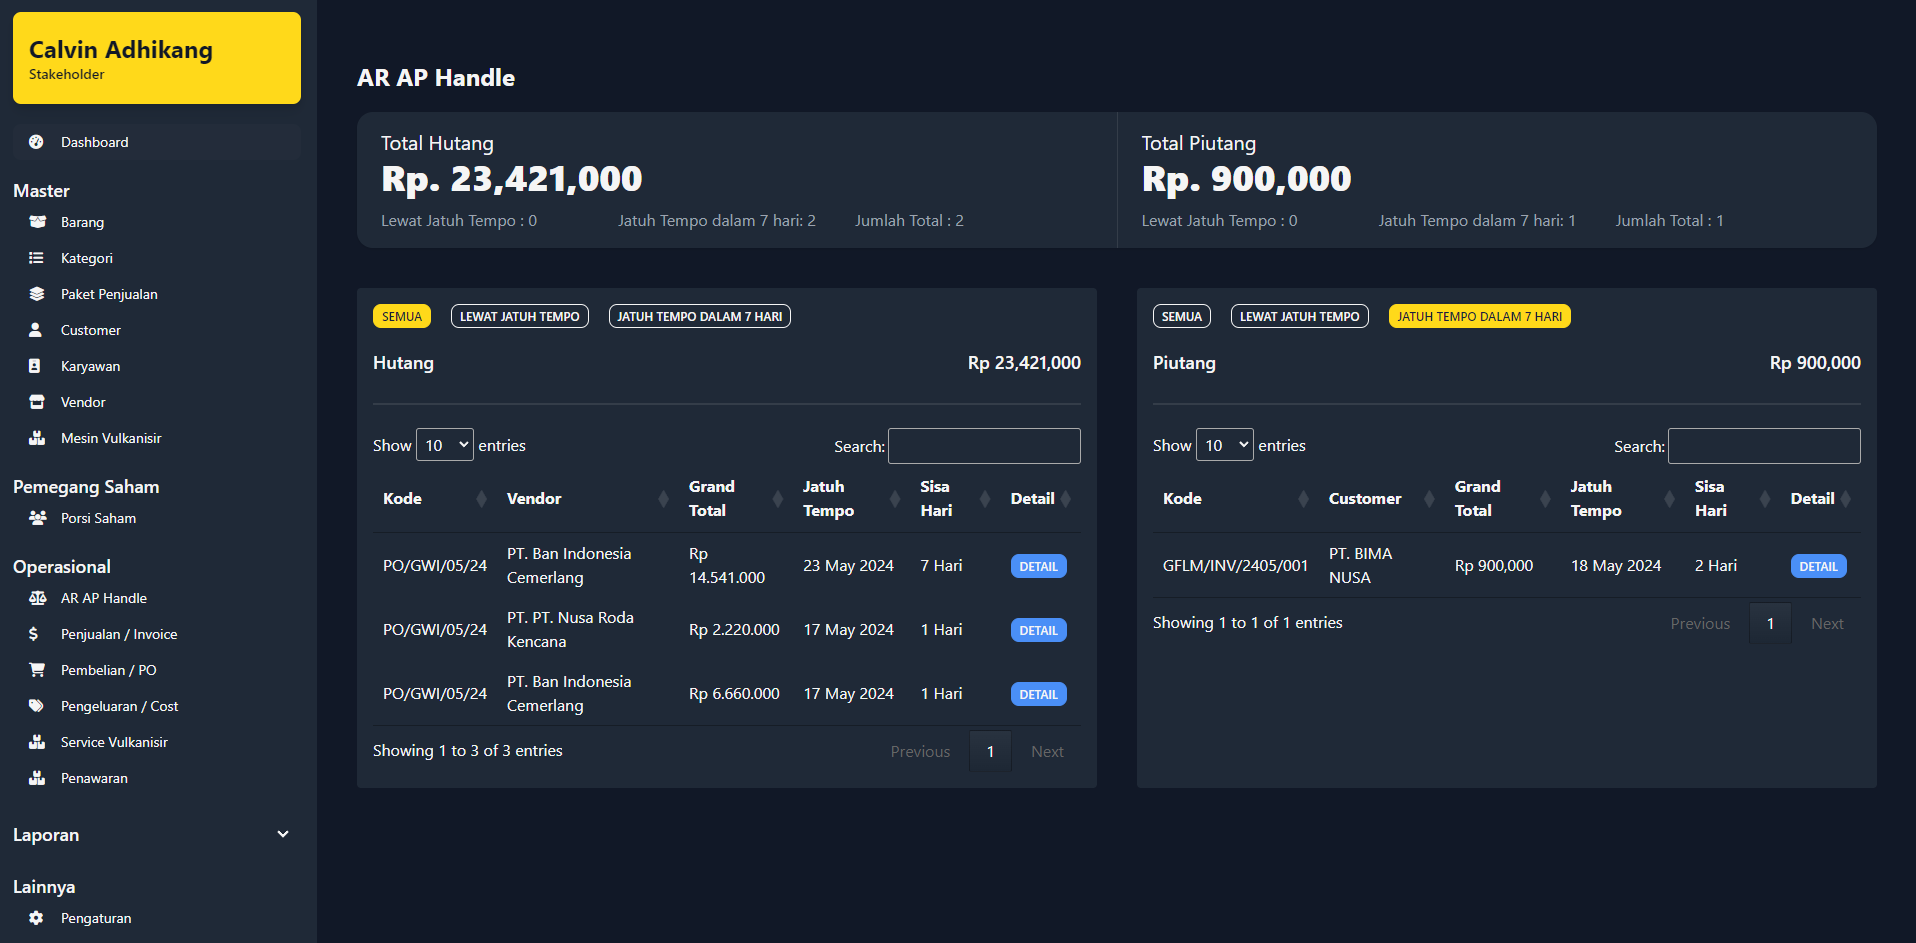 Calvin Adhikang
Stakeholder
Dashboard
Master
Barang
Kategori
Paket Penjualan
Customer
Karyawan
Vendor
Mesin Vulkanisir
Pemegang Saham
Porsi Saham
Operasional
AR AP Handle
Penjualan / Invoice
Pembelian / PO
Pengeluaran / Cost
Service Vulkanisir
Penawaran
Laporan
Lainnya
Pengaturan
AR AP Handle
Total Hutang
Rp. 23,421,000
Lewat Jatuh Tempo : 0 Jatuh Tempo dalam 7 hari: 2 Jumlah Total : 2
Total Piutang
Rp. 900,000
Lewat Jatuh Tempo : 0 Jatuh Tempo dalam 7 hari: 1 Jumlah Total : 1
SEMUA LEWAT JATUH TEMPO JATUH TEMPO DALAM 7 HARI
Hutang Rp 23,421,000
Show 10 entries Search:
Kode Vendor Grand Total Jatuh Tempo Sisa Hari Detail
PO/GWI/05/24 PT. Ban Indonesia Cemerlang Rp 14.541.000 23 May 2024 7 Hari DETAIL
PO/GWI/05/24 PT. PT. Nusa Roda Kencana Rp 2.220.000 17 May 2024 1 Hari DETAIL
PO/GWI/05/24 PT. Ban Indonesia Cemerlang Rp 6.660.000 17 May 2024 1 Hari DETAIL
Showing 1 to 3 of 3 entries Previous 1 Next
SEMUA LEWAT JATUH TEMPO JATUH TEMPO DALAM 7 HARI
Piutang Rp 900,000
Show 10 entries Search:
Kode Customer Grand Total Jatuh Tempo Sisa Hari Detail
GFLM/INV/2405/001 PT. BIMA NUSA Rp 900,000 18 May 2024 2 Hari DETAIL
Showing 1 to 1 of 1 entries Previous 1 Next